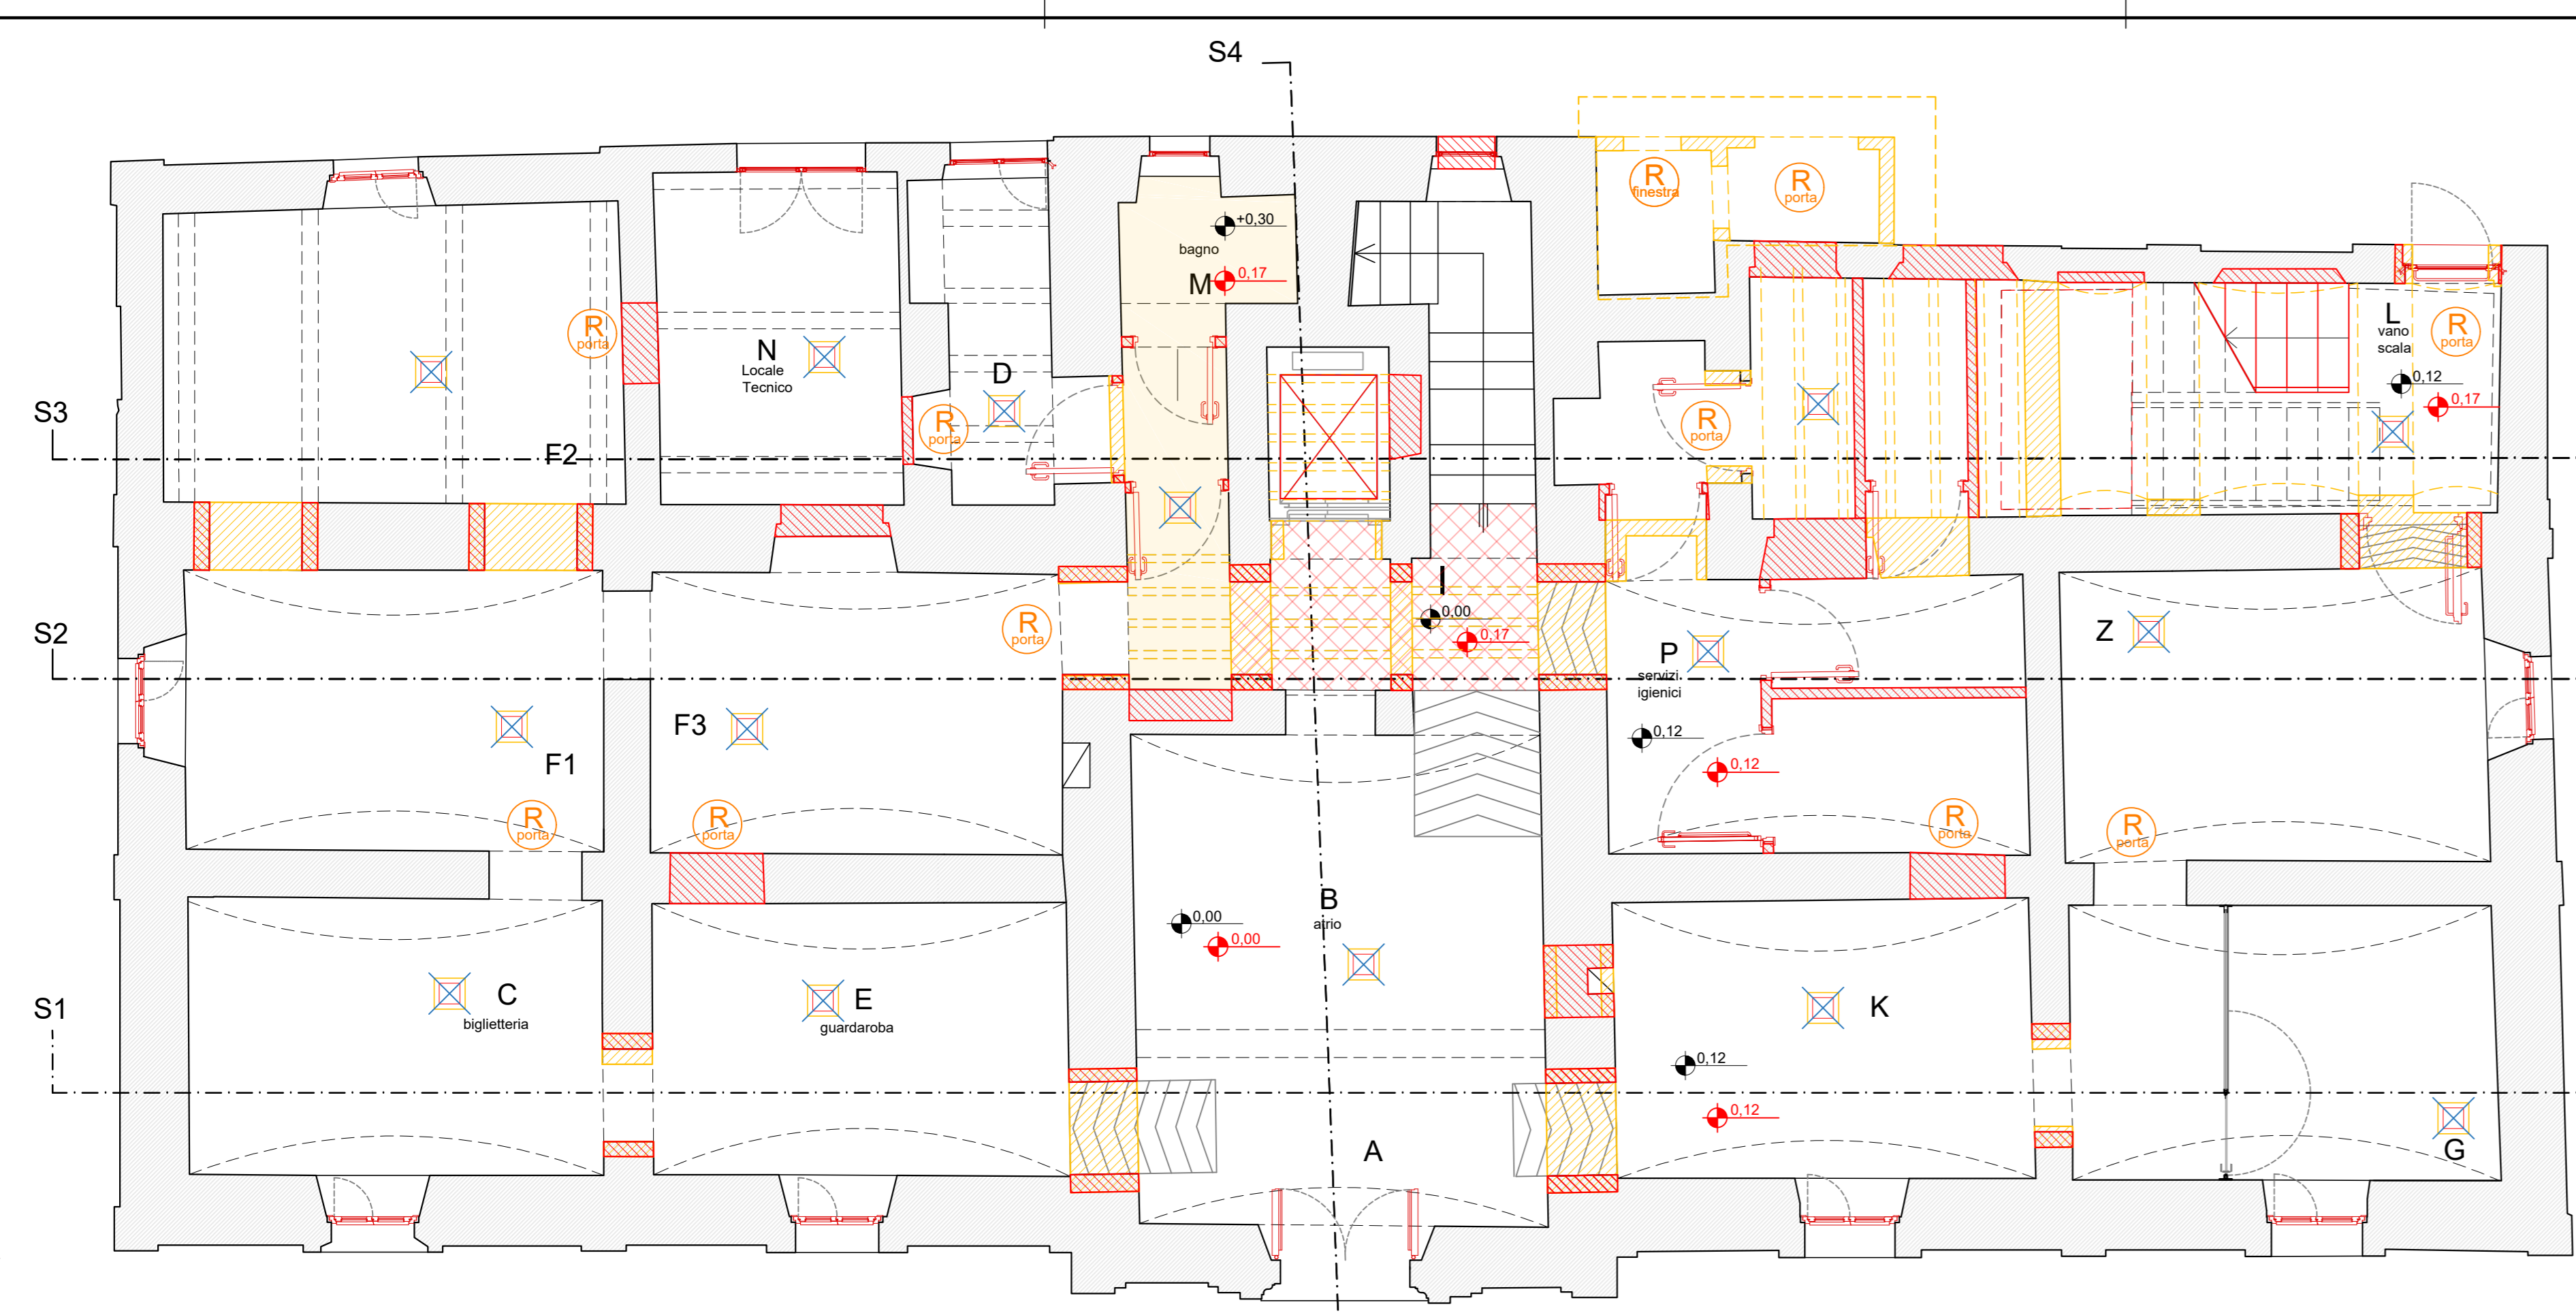 S4
R
finestra
R
porta
+0,30
bagno
M
0,17
R
porta
N
Locale
Tecnico
D
R
porta
R
porta
L
vano
scala
R
porta
0,12
0,17
S3
F2
I
0,00
0,17
R
porta
S2
F1
F3
P
servizi
igienici
0,12
0,12
Z
R
porta
R
porta
R
porta
R
porta
B
atrio
0,00
0,00
S1
C
biglietteria
E
guardaroba
K
0,12
0,12
A
G